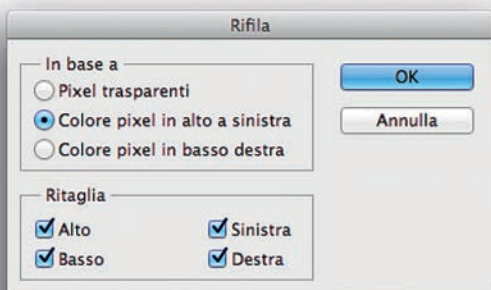 Rifila
In base a
Pixel trasparenti
Colore pixel in alto a sinistra
Colore pixel in basso destra
OK
Annulla
Ritaglia
Alto
Sinistra
Basso
Destra